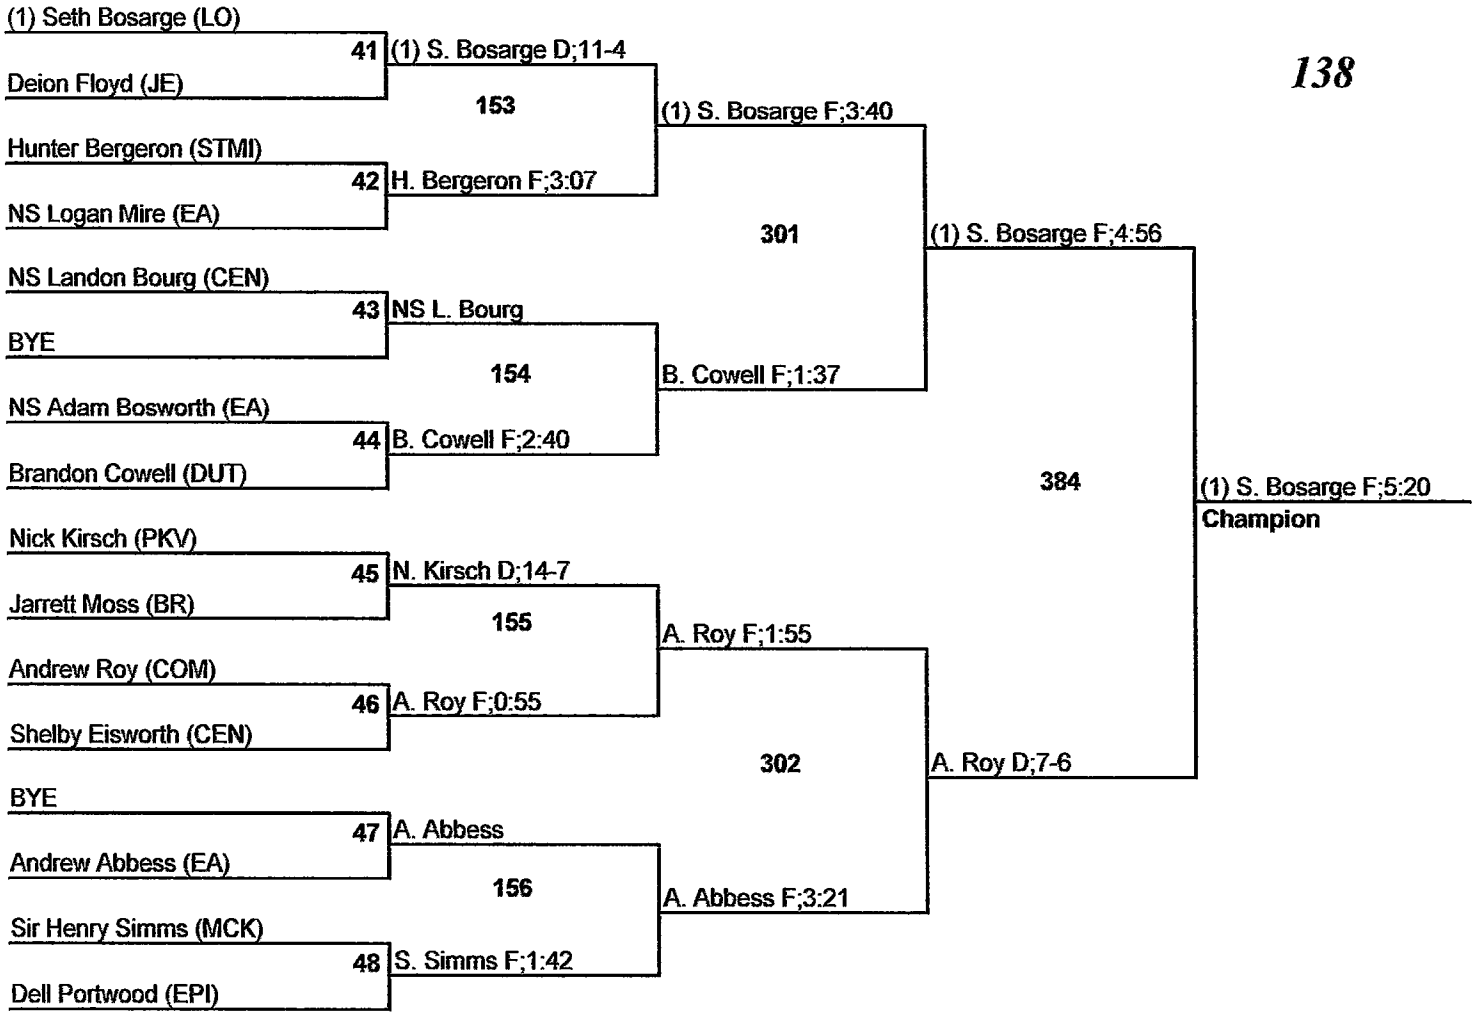 (1) Seth Bosarge (LO)
41
(1) S. Bosarge D;11-4
138
Deion Floyd (JE)
153
(1) S. Bosarge F;3:40
Hunter Bergeron (STMI)
42
H. Bergeron F;3:07
NS Logan Mire (EA)
301
(1) S. Bosarge F;4:56
NS Landon Bourg (CEN)
43
NS L. Bourg
BYE
154
B. Cowell F;1:37
NS Adam Bosworth (EA)
44
B. Cowell F;2:40
Brandon Cowell (DUT)
384
(1) S. Bosarge F;5:20
Champion
Nick Kirsch (PKV)
45
N. Kirsch D;14-7
Jarrett Moss (BR)
155
A. Roy F;1:55
Andrew Roy (COM)
46
A. Roy F;0:55
Shelby Eisworth (CEN)
302
A. Roy D;7-6
BYE
47
A. Abbess
Andrew Abbess (EA)
156
A. Abbess F;3:21
Sir Henry Simms (MCK)
48
S. Simms F;1:42
Dell Portwood (EPI)